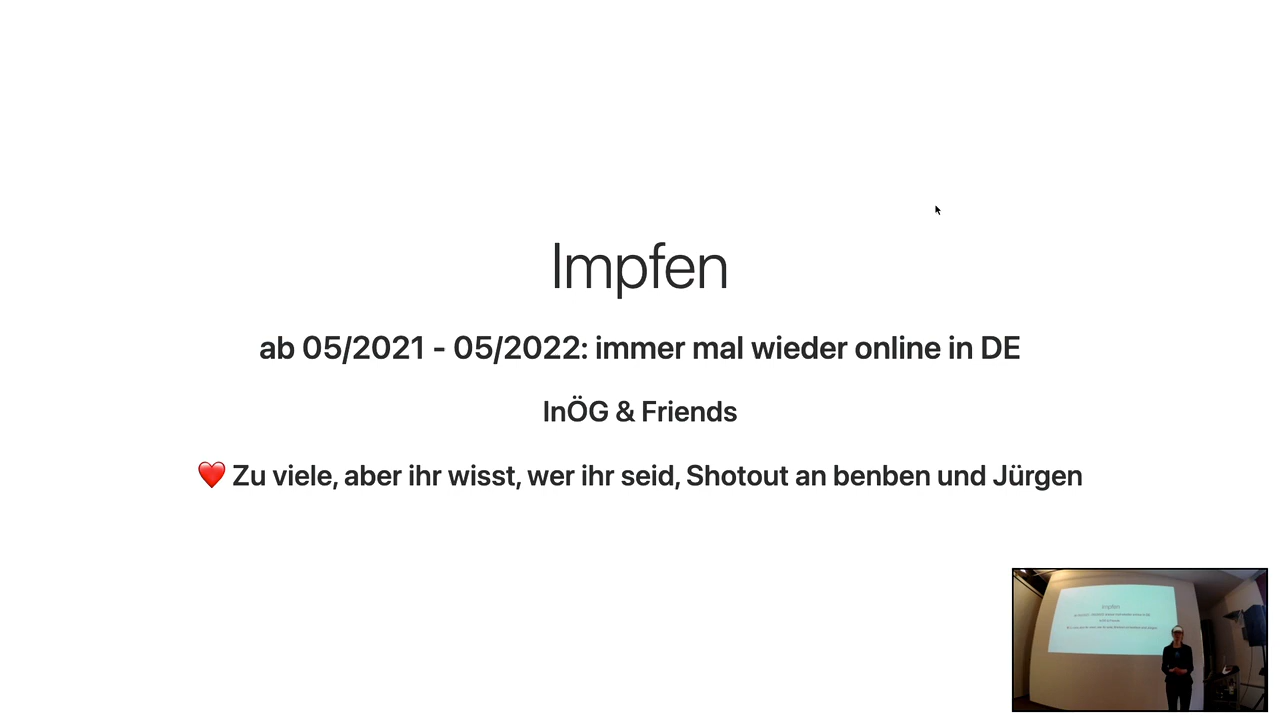 Impfen
ab 05/2021 - 05/2022: immer mal wieder online in DE
InÖG & Friends
❤️ Zu viele, aber ihr wisst, wer ihr seid, Shotout an benben und Jürgen
Impfen